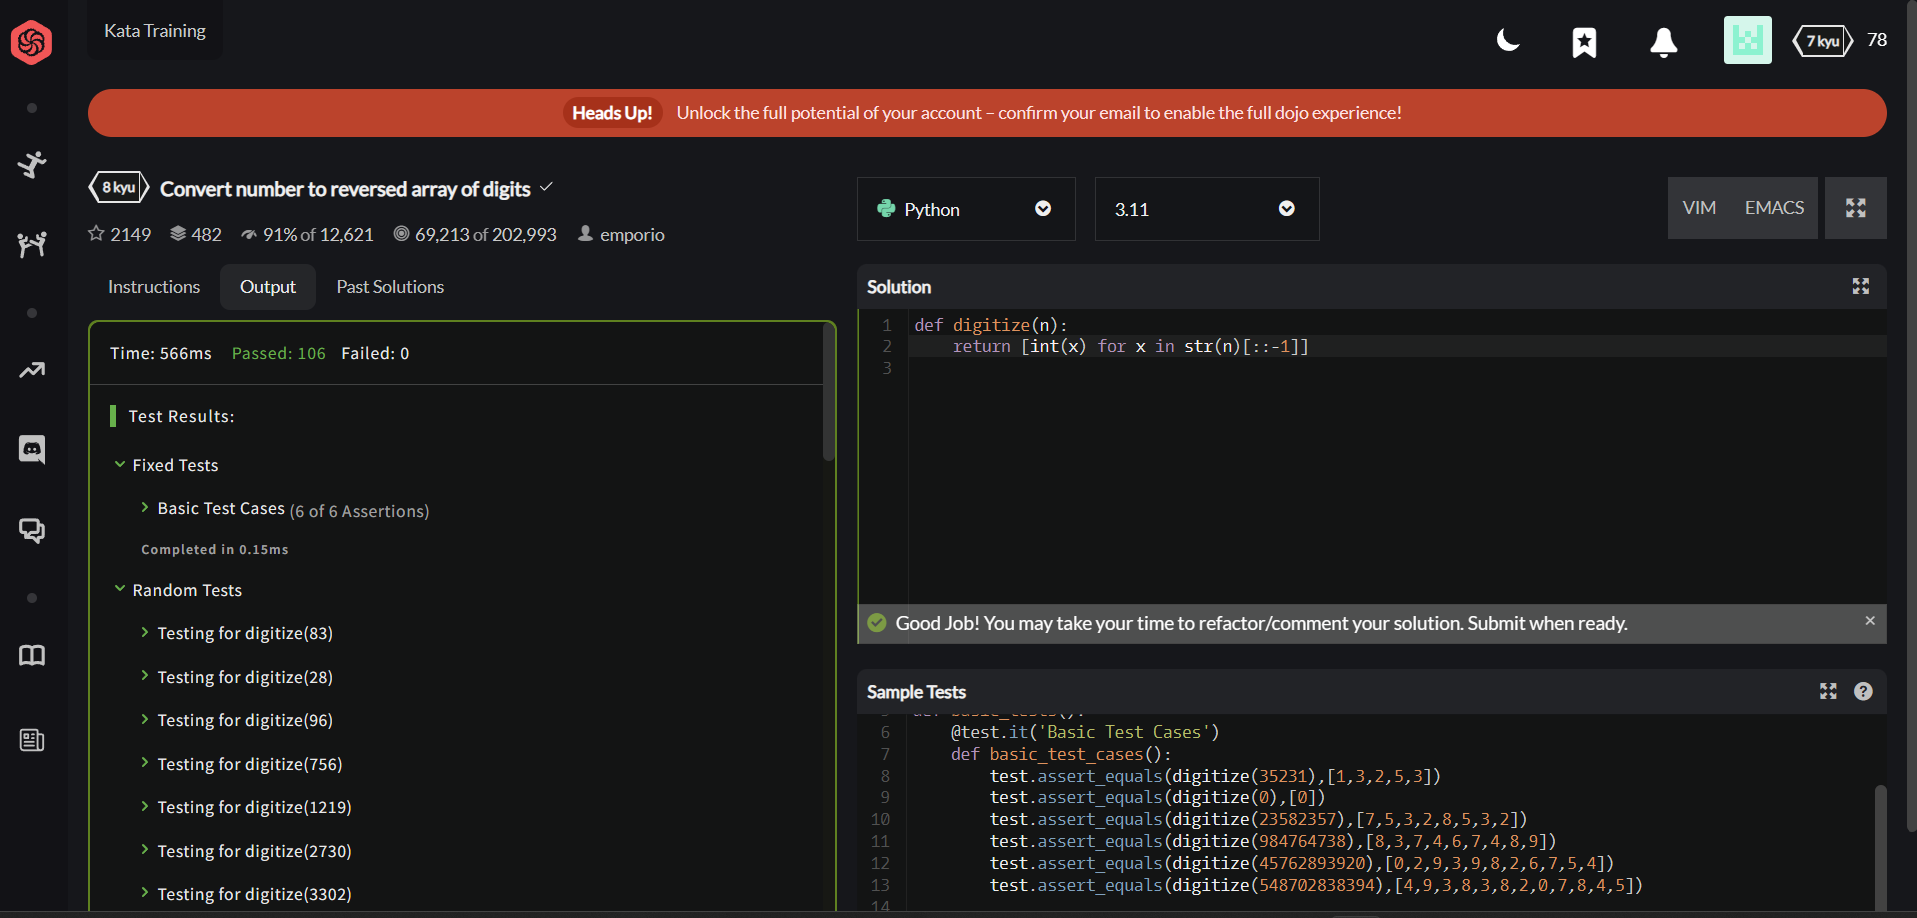 Kata Training
7 kyu 78
Heads Up! Unlock the full potential of your account – confirm your email to enable the full dojo experience!
8 kyu Convert number to reversed array of digits
2149 482 91% of 12,621 69,213 of 202,993 emporio
Instructions Output Past Solutions
Time: 566ms Passed: 106 Failed: 0
Test Results:
Fixed Tests
Basic Test Cases (6 of 6 Assertions)
Completed in 0.15ms
Random Tests
Testing for digitize(83)
Testing for digitize(28)
Testing for digitize(96)
Testing for digitize(756)
Testing for digitize(1219)
Testing for digitize(2730)
Testing for digitize(3302)
Python 3.11 VIM EMACS
Solution
1 def digitize(n):
2     return [int(x) for x in str(n)[::-1]]
3
Good Job! You may take your time to refactor/comment your solution. Submit when ready.
Sample Tests
6     @test.it('Basic Test Cases')
7     def basic_test_cases():
8         test.assert_equals(digitize(35231),[1,3,2,5,3])
9         test.assert_equals(digitize(0),[0])
10         test.assert_equals(digitize(23582357),[7,5,3,2,8,5,3,2])
11         test.assert_equals(digitize(984764738),[8,3,7,4,6,7,4,8,9])
12         test.assert_equals(digitize(45762893920),[0,2,9,3,9,8,2,6,7,5,4])
13         test.assert_equals(digitize(548702838394),[4,9,3,8,3,8,2,0,7,8,4,5])
14